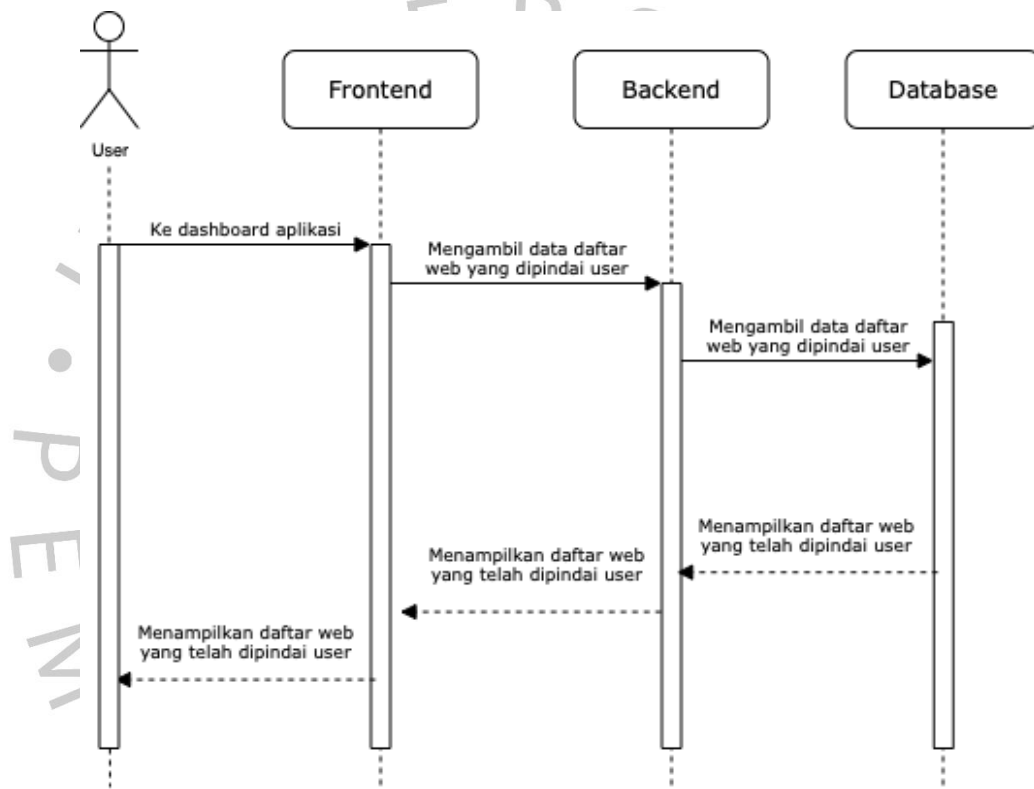 Frontend
Backend
Database
User
Ke dashboard aplikasi
Mengambil data daftar
web yang dipindai user
Mengambil data daftar
web yang dipindai user
Menampilkan daftar web
yang telah dipindai user
Menampilkan daftar web
yang telah dipindai user
Menampilkan daftar web
yang telah dipindai user